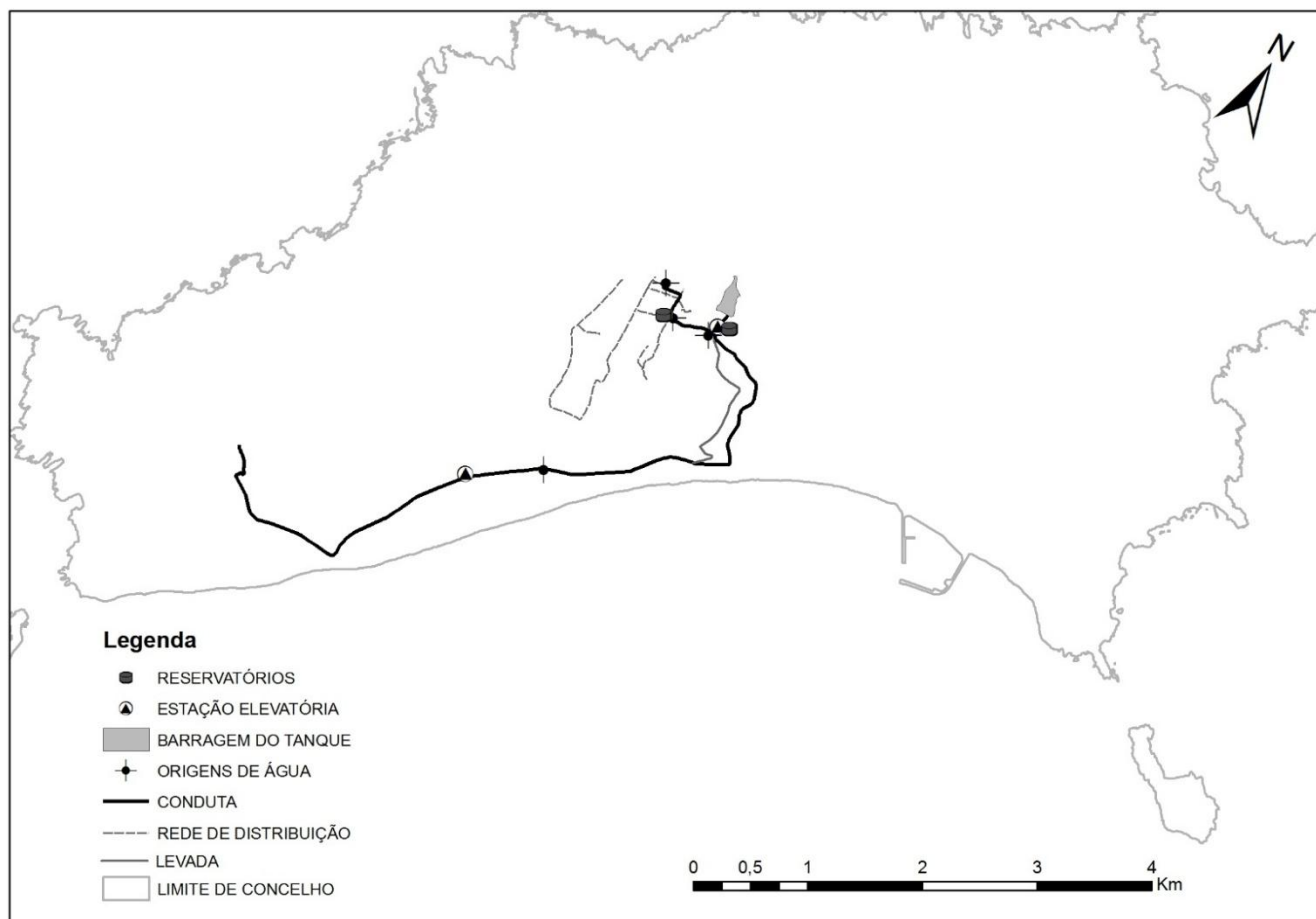 N
Legenda
RESERVATÓRIOS
ESTAÇÃO ELEVATÓRIA
BARRAGEM DO TANQUE
ORIGENS DE ÁGUA
CONDUTA
REDE DE DISTRIBUIÇÃO
LEVADA
LIMITE DE CONCELHO
0 0,5 1 2 3 4
Km